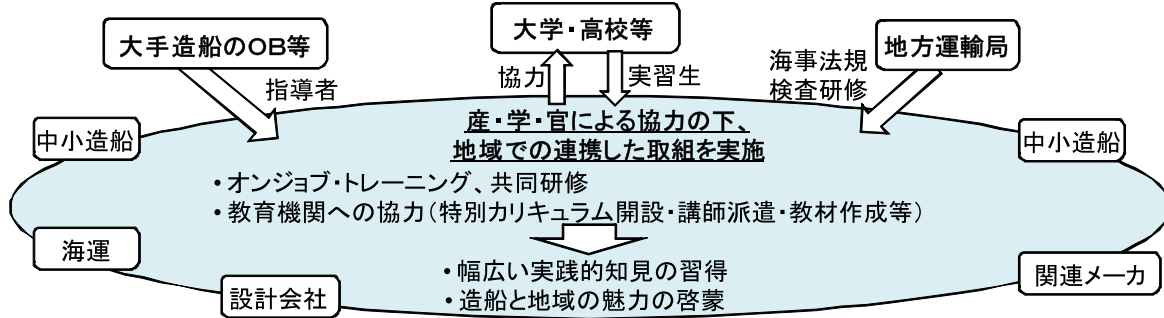 大手造船のOB等
大学・高校等
地方運輸局
指導者
協力
実習生
海事法規
検査研修
中小造船
産・学・官による協力の下、
地域での連携した取組を実施
中小造船
・オンジョブ・トレーニング、共同研修
・教育機関への協力（特別カリキュラム開設・講師派遣・教材作成等）
海運
・幅広い実践的知見の習得
関連メーカ
設計会社
・造船と地域の魅力の啓蒙